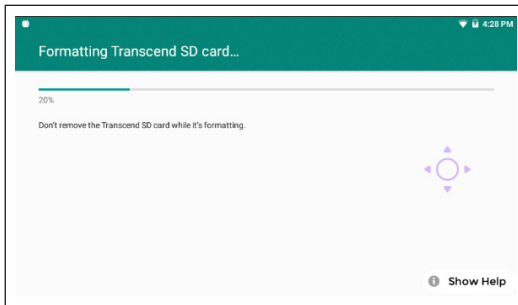 4:28 PM
Formatting Transcend SD card...
20%
Don't remove the Transcend SD card while it's formatting.
Show Help